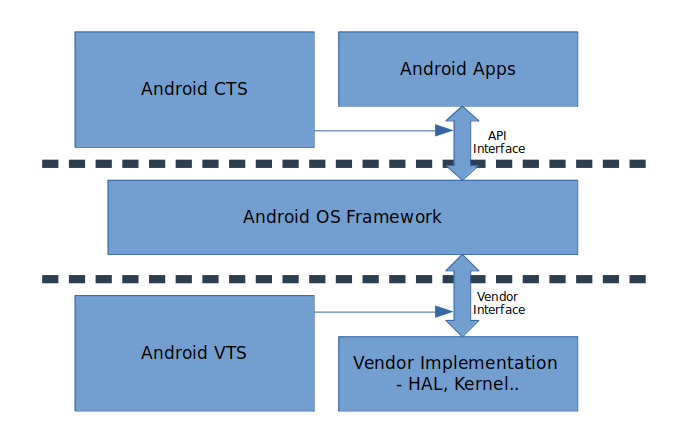 Android CTS
Android Apps
API
Interface
Android OS Framework
Vendor
Interface
Android VTS
Vendor Implementation
- HAL, Kernel..